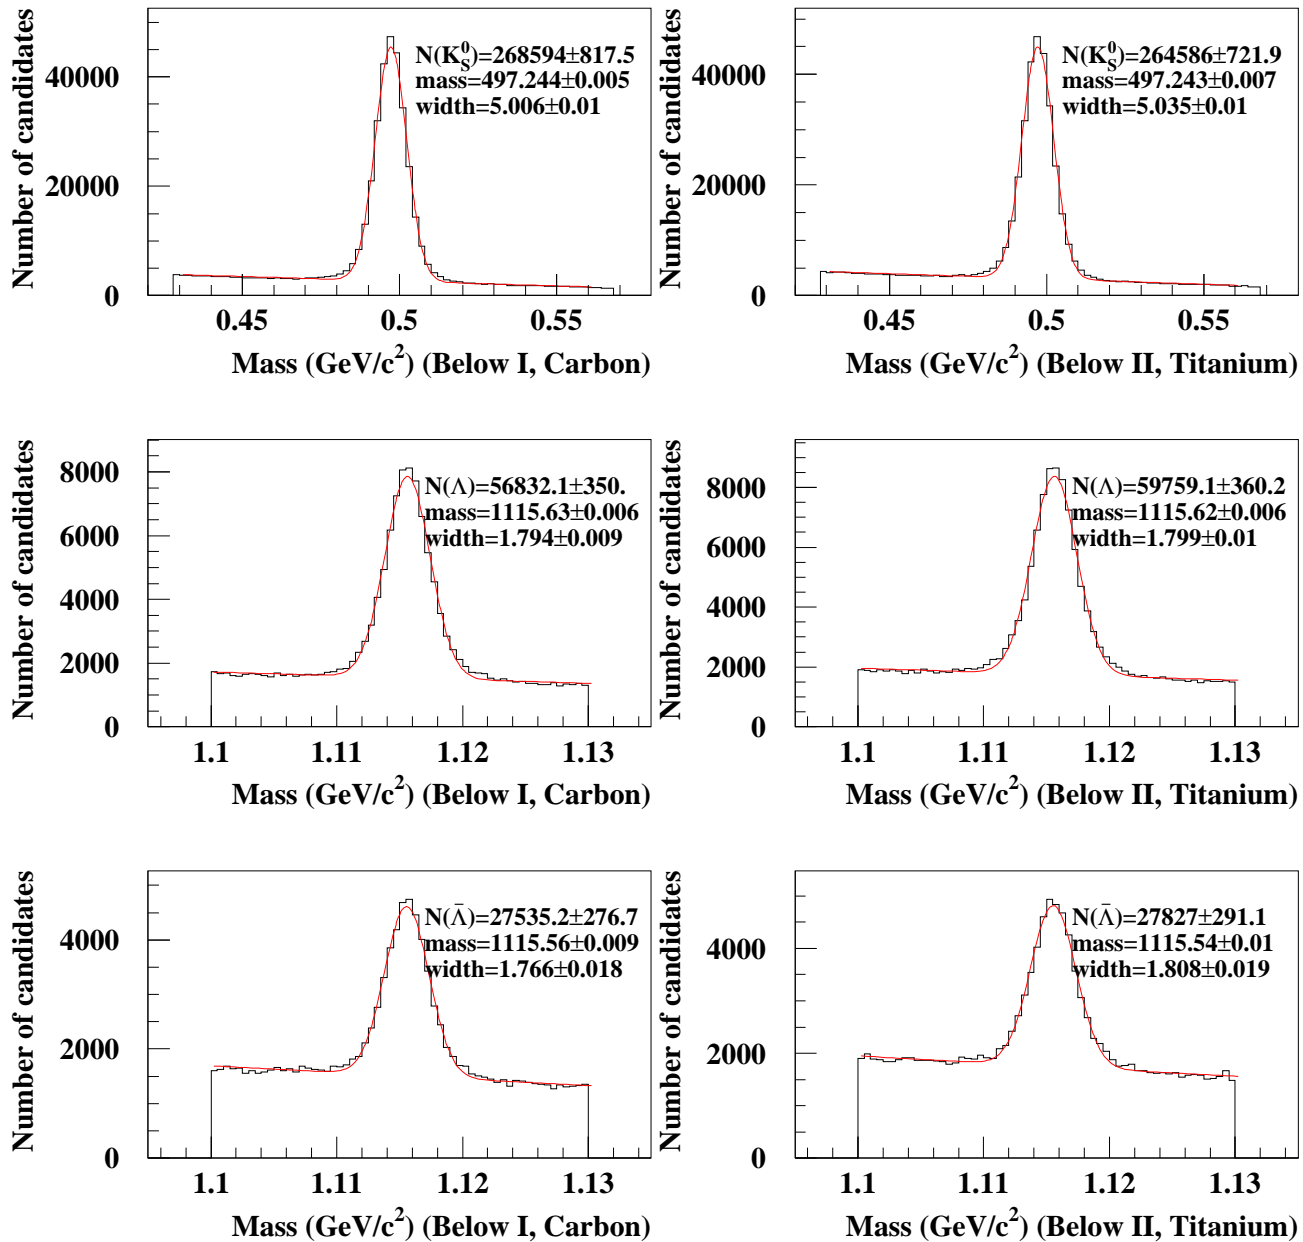 Number of candidates
40000
20000
0
N(K⁰_S)=268594±817.5
mass=497.244±0.005
width=5.006±0.01
0.45 0.5 0.55
Mass (GeV/c²) (Below I, Carbon)
Number of candidates
40000
20000
0
N(K⁰_S)=264586±721.9
mass=497.243±0.007
width=5.035±0.01
0.45 0.5 0.55
Mass (GeV/c²) (Below II, Titanium)
Number of candidates
8000
6000
4000
2000
0
N(Λ)=56832.1±350.
mass=1115.63±0.006
width=1.794±0.009
1.1 1.11 1.12 1.13
Mass (GeV/c²) (Below I, Carbon)
Number of candidates
8000
6000
4000
2000
0
N(Λ)=59759.1±360.2
mass=1115.62±0.006
width=1.799±0.01
1.1 1.11 1.12 1.13
Mass (GeV/c²) (Below II, Titanium)
Number of candidates
4000
2000
0
N(Λ̄)=27535.2±276.7
mass=1115.56±0.009
width=1.766±0.018
1.1 1.11 1.12 1.13
Mass (GeV/c²) (Below I, Carbon)
Number of candidates
4000
2000
0
N(Λ̄)=27827±291.1
mass=1115.54±0.01
width=1.808±0.019
1.1 1.11 1.12 1.13
Mass (GeV/c²) (Below II, Titanium)